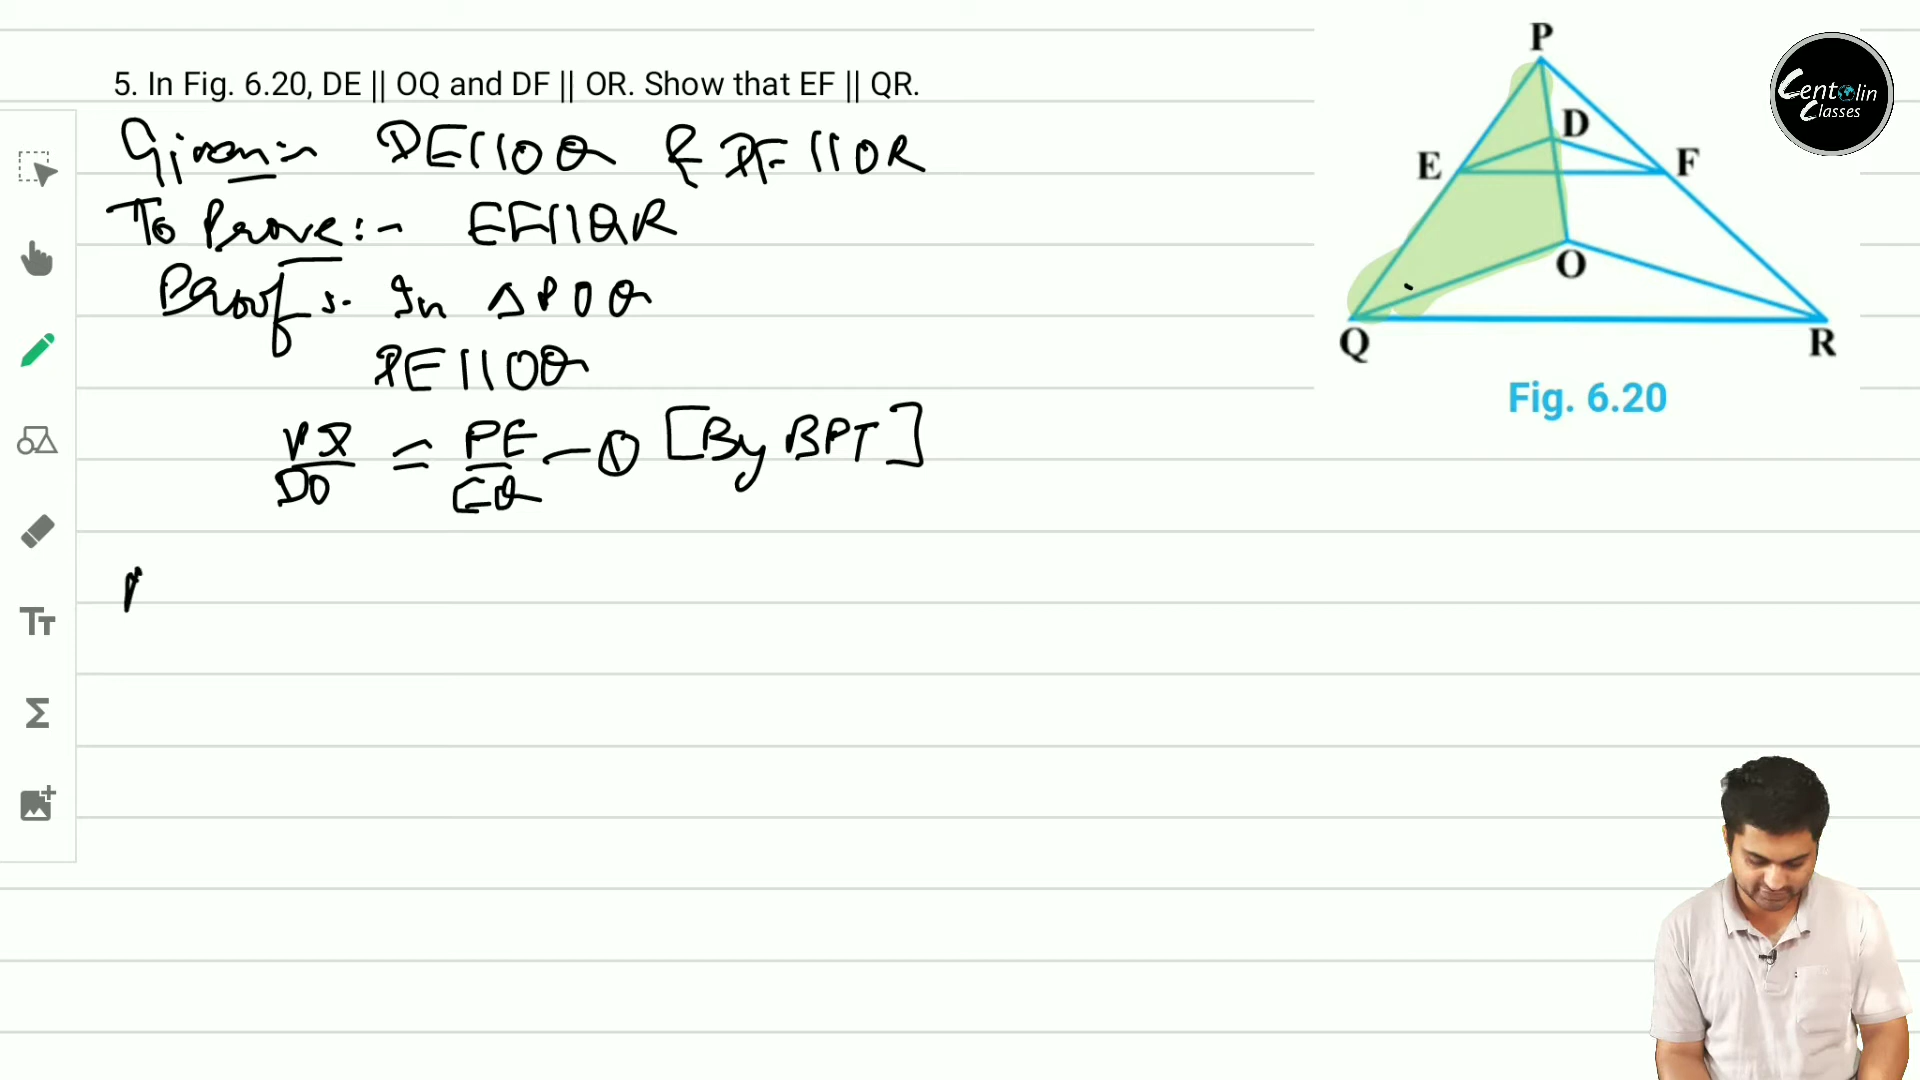 5. In Fig. 6.20, DE || OQ and DF || OR. Show that EF || QR.
Given:- DE||OQ & DF||OR
To Prove:- EF||QR
Proof:- In △POQ
DE||OQ
PD/DO = PE/EQ - ① [By BPT]
P
D
E
F
O
Q
R
Fig. 6.20
Centolin
Classes
Tт
Σ